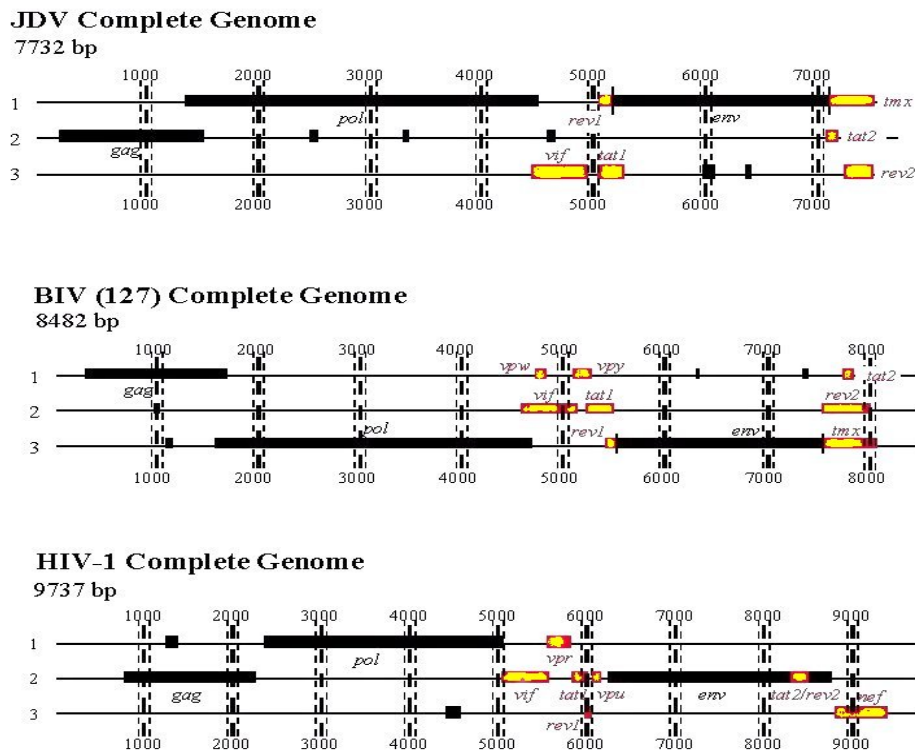 JDV Complete Genome
7732 bp
1000 2000 3000 4000 5000 6000 7000
1 pol rev1 env tmx
2 gag tat2
3 vif tat1 rev2
1000 2000 3000 4000 5000 6000 7000
BIV (127) Complete Genome
8482 bp
1000 2000 3000 4000 5000 6000 7000 8000
1 gag vpw vpy tat2
2 vif tat1 rev2
3 pol rev1 env tmx
1000 2000 3000 4000 5000 6000 7000 8000
HIV-1 Complete Genome
9737 bp
1000 2000 3000 4000 5000 6000 7000 8000 9000
1 pol vpr
2 gag vif tat1 vpu env tat2/rev2 nef
3 rev1
1000 2000 3000 4000 5000 6000 7000 8000 9000